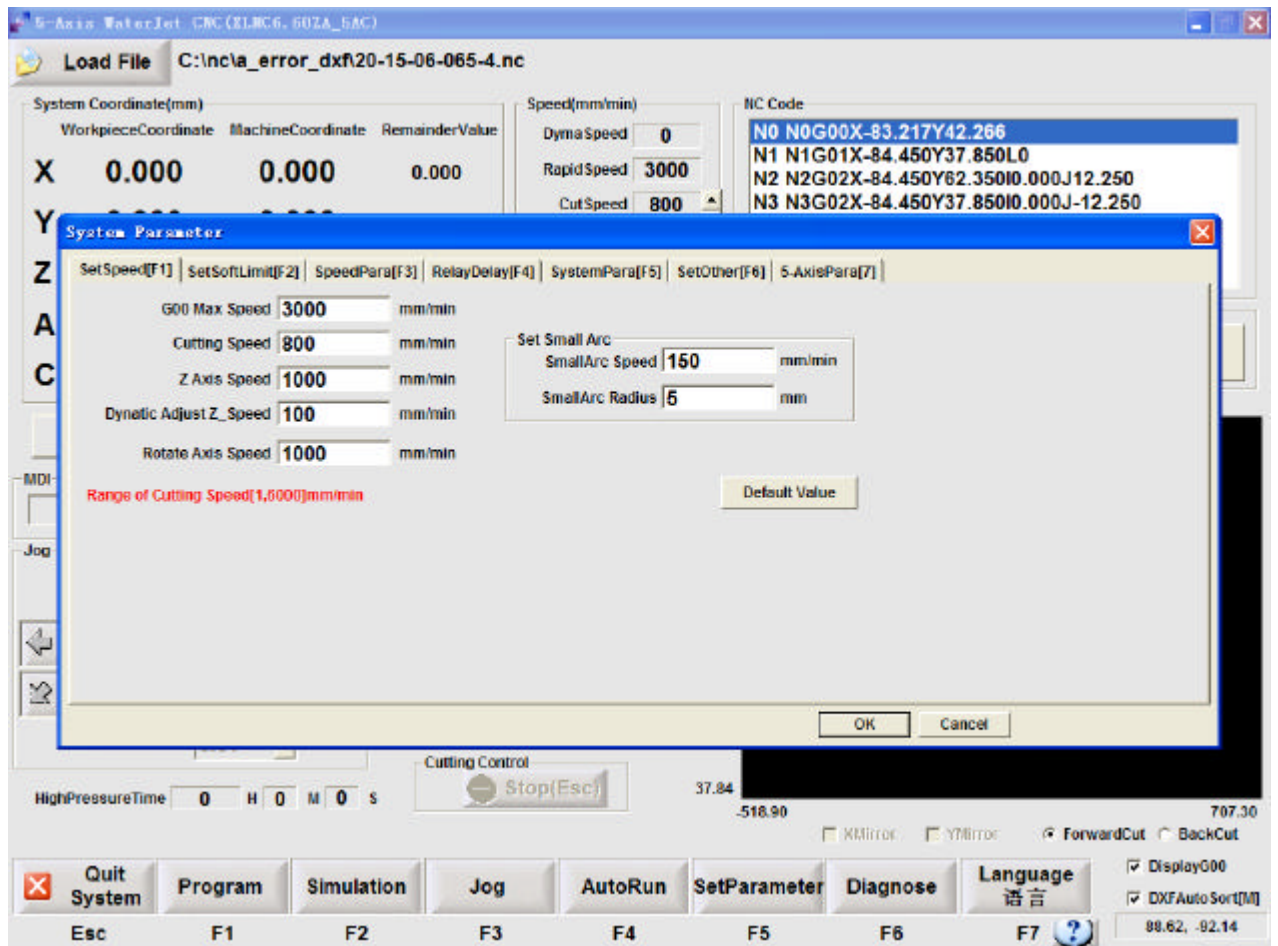 5-Axis WaterJet CNC(ELMC6.60ZA_5AC)
Load File C:\nc\a_error_dxf\20-15-06-065-4.nc
System Coordinate(mm)
WorkpieceCoordinate MachineCoordinate RemainderValue
X 0.000 0.000 0.000
Y
Z
A
C
Speed(mm/min)
DymaSpeed 0
RapidSpeed 3000
CutSpeed 800
NC Code
N0 N0G00X-83.217Y42.266
N1 N1G01X-84.450Y37.850L0
N2 N2G02X-84.450Y62.350I0.000J12.250
N3 N3G02X-84.450Y37.850I0.000J-12.250
System Parameter
SetSpeed[F1] SetSoftLimit[F2] SpeedPara[F3] RelayDelay[F4] SystemPara[F5] SetOther[F6] 5-AxisPara[7]
G00 Max Speed 3000 mm/min
Cutting Speed 800 mm/min
Z Axis Speed 1000 mm/min
Dynatic Adjust Z_Speed 100 mm/min
Rotate Axis Speed 1000 mm/min
Range of Cutting Speed[1,6000]mm/min
Set Small Arc
SmallArc Speed 150 mm/min
SmallArc Radius 5 mm
Default Value
OK Cancel
MDI
Jog
HighPressureTime 0 H 0 M 0 S
Cutting Control
Stop(Esc)
37.84
-518.90 707.30
XMirror YMirror ForwardCut BackCut
Quit System Program Simulation Jog AutoRun SetParameter Diagnose Language 语言
Esc F1 F2 F3 F4 F5 F6 F7 ?
DisplayG00
DXFAutoSort[M]
88.62, -92.14